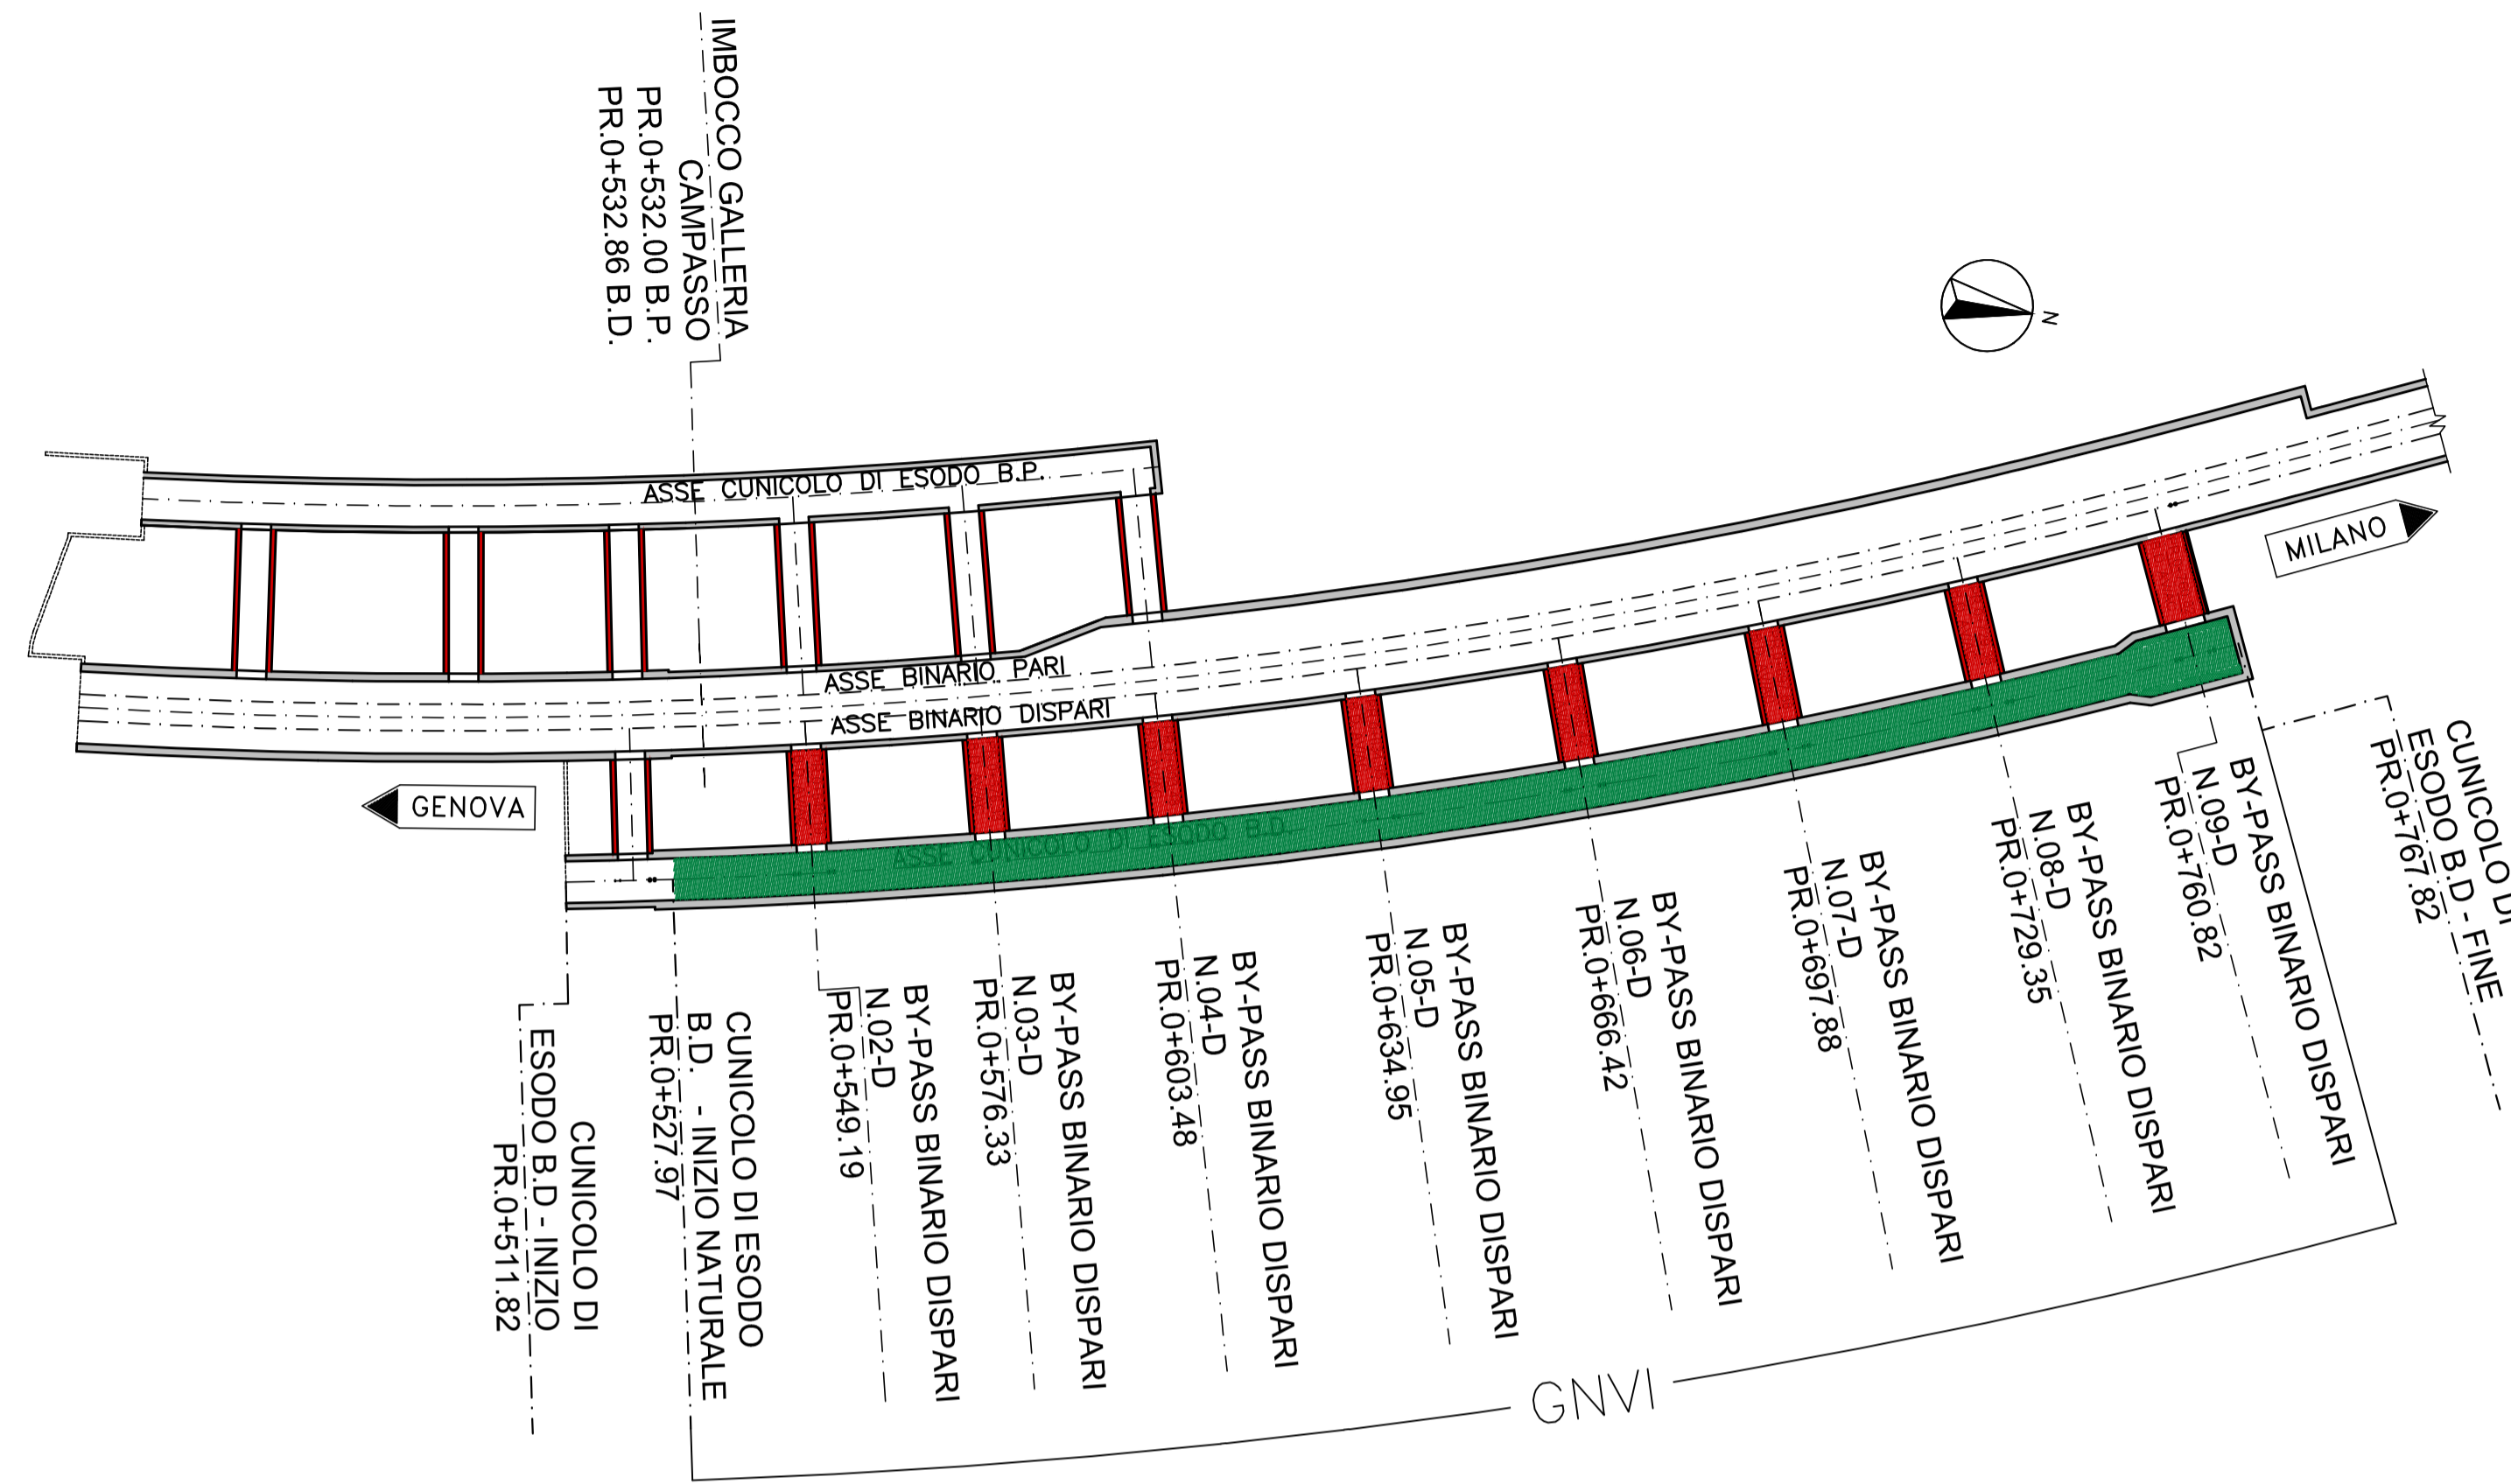 IMBOCCO GALLERIA
CAMPASSO
PR.0+532.00 B.P.
PR.0+532.86 B.D.
N
ASSE CUNICOLO DI ESODO B.P.
ASSE BINARIO PARI
ASSE BINARIO DISPARI
ASSE CUNICOLO DI ESODO B.D.
GENOVA
MILANO
CUNICOLO DI
ESODO B.D - INIZIO
PR.0+511.82
CUNICOLO DI ESODO
B.D. - INIZIO NATURALE
PR.0+527.97
BY-PASS BINARIO DISPARI
N.02-D
PR.0+549.19
BY-PASS BINARIO DISPARI
N.03-D
PR.0+576.33
BY-PASS BINARIO DISPARI
N.04-D
PR.0+603.48
BY-PASS BINARIO DISPARI
N.05-D
PR.0+634.95
BY-PASS BINARIO DISPARI
N.06-D
PR.0+666.42
BY-PASS BINARIO DISPARI
N.07-D
PR.0+697.88
BY-PASS BINARIO DISPARI
N.08-D
PR.0+729.35
BY-PASS BINARIO DISPARI
N.09-D
PR.0+760.82
CUNICOLO DI
ESODO B.D - FINE
PR.0+767.82
GNVI